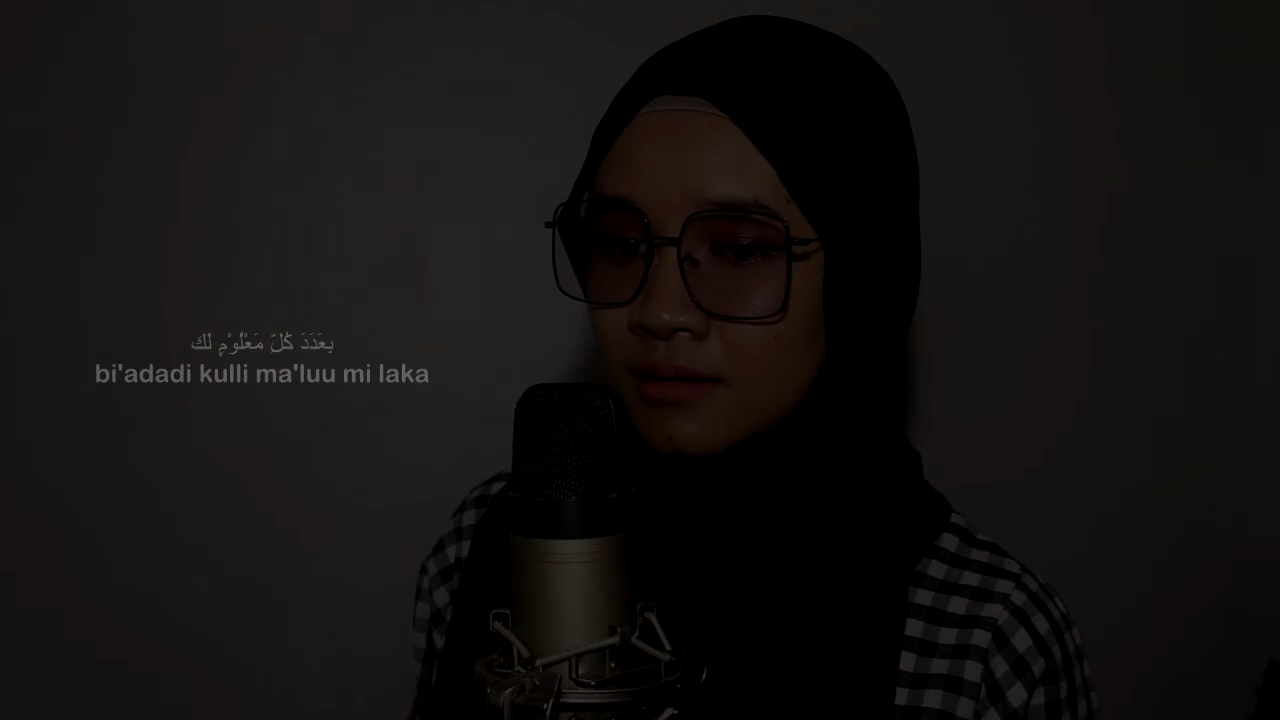 بِعَدَدَ كُلّ مَعْلُوْمٍ لَك
bi'adadi kulli ma'luu mi laka